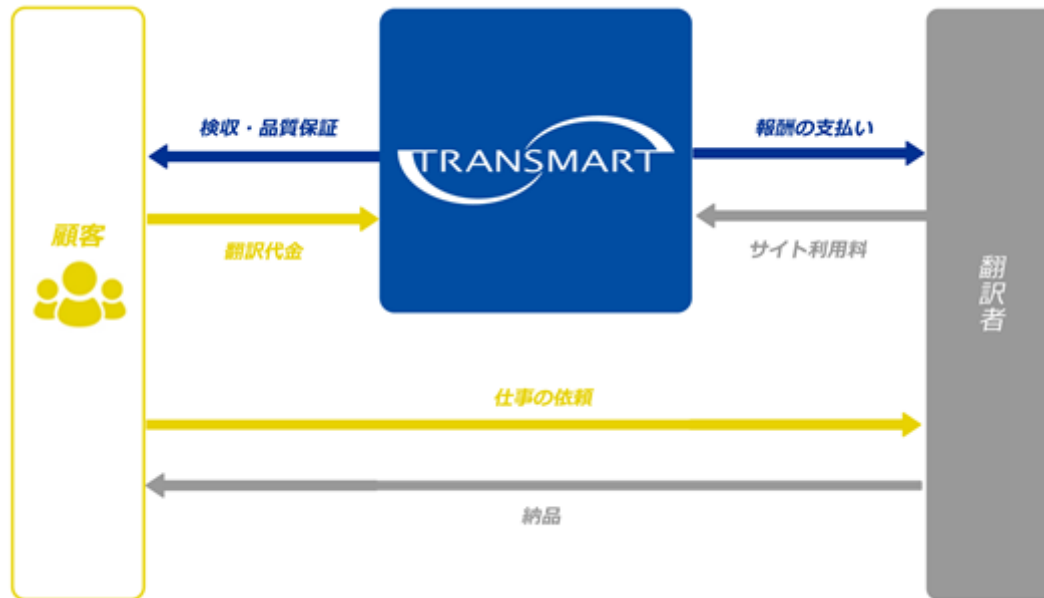 検収・品質保証
報酬の支払い
TRANSMART
顧客
翻訳代金
サイト利用料
翻訳者
仕事の依頼
納品